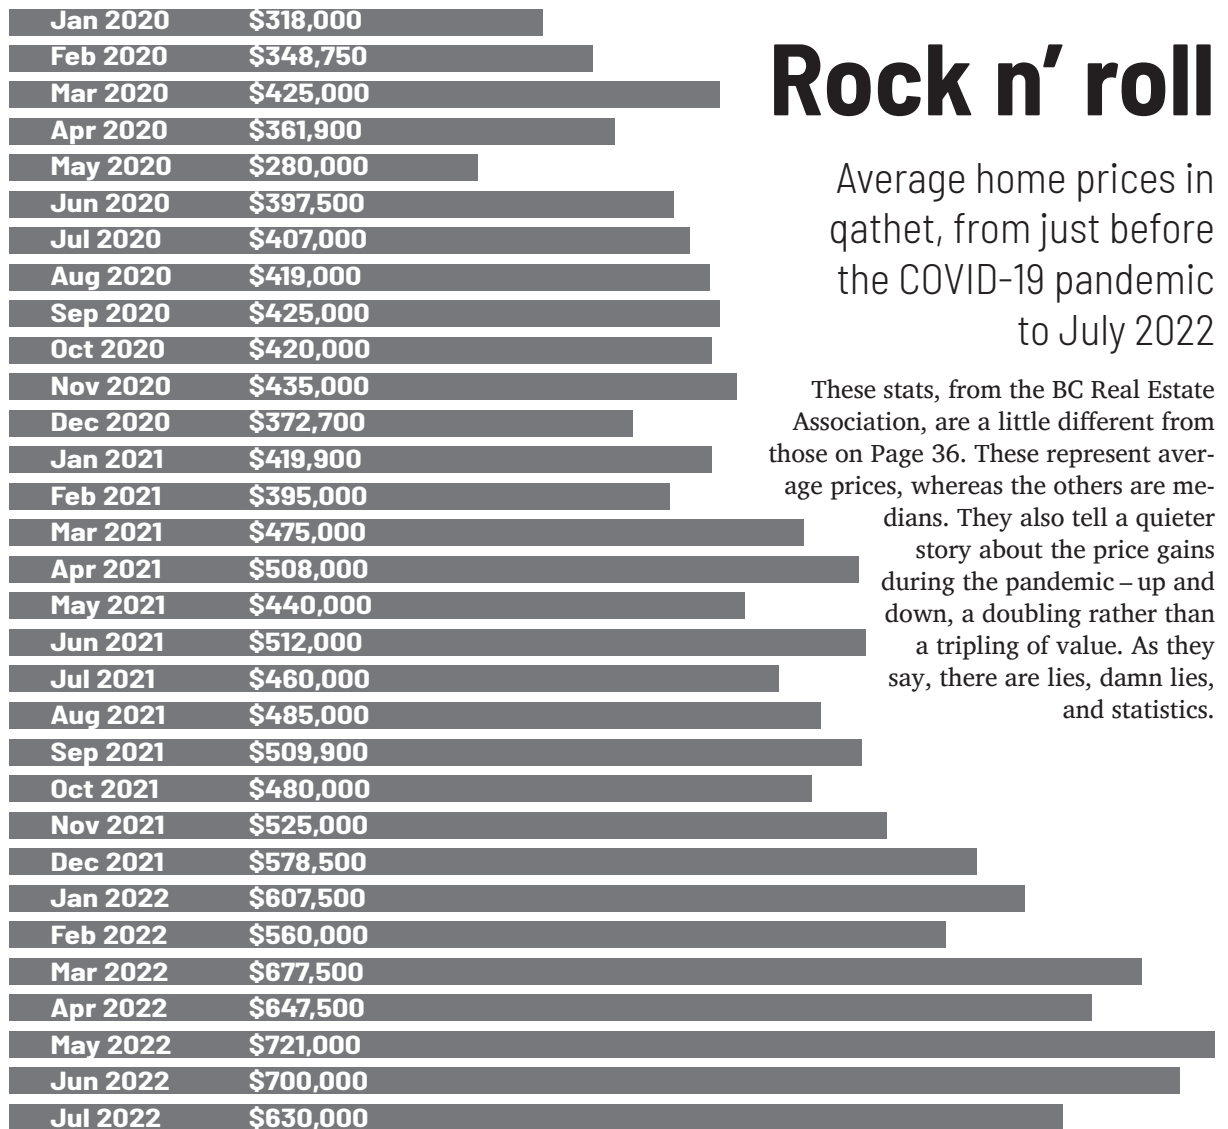 Jan 2020 $318,000
Feb 2020 $348,750
Mar 2020 $425,000
Apr 2020 $361,900
May 2020 $280,000
Jun 2020 $397,500
Jul 2020 $407,000
Aug 2020 $419,000
Sep 2020 $425,000
Oct 2020 $420,000
Nov 2020 $435,000
Dec 2020 $372,700
Jan 2021 $419,900
Feb 2021 $395,000
Mar 2021 $475,000
Apr 2021 $508,000
May 2021 $440,000
Jun 2021 $512,000
Jul 2021 $460,000
Aug 2021 $485,000
Sep 2021 $509,900
Oct 2021 $480,000
Nov 2021 $525,000
Dec 2021 $578,500
Jan 2022 $607,500
Feb 2022 $560,000
Mar 2022 $677,500
Apr 2022 $647,500
May 2022 $721,000
Jun 2022 $700,000
Jul 2022 $630,000
Rock n’ roll
Average home prices in
qathet, from just before
the COVID-19 pandemic
to July 2022
These stats, from the BC Real Estate
Association, are a little different from
those on Page 36. These represent aver-
age prices, whereas the others are me-
dians. They also tell a quieter
story about the price gains
during the pandemic – up and
down, a doubling rather than
a tripling of value. As they
say, there are lies, damn lies,
and statistics.